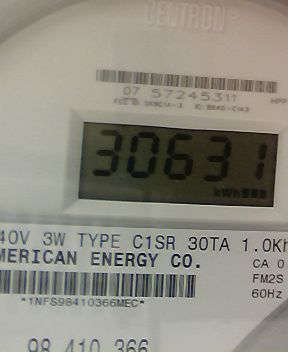 CENTRON®
07 57245311
30631
kWh
40V 3W TYPE C1SR 30TA 1.0Kh
MERICAN ENERGY CO.
CA 0
FM2S
60Hz
*1NFS98410366MEC*
98 410 366